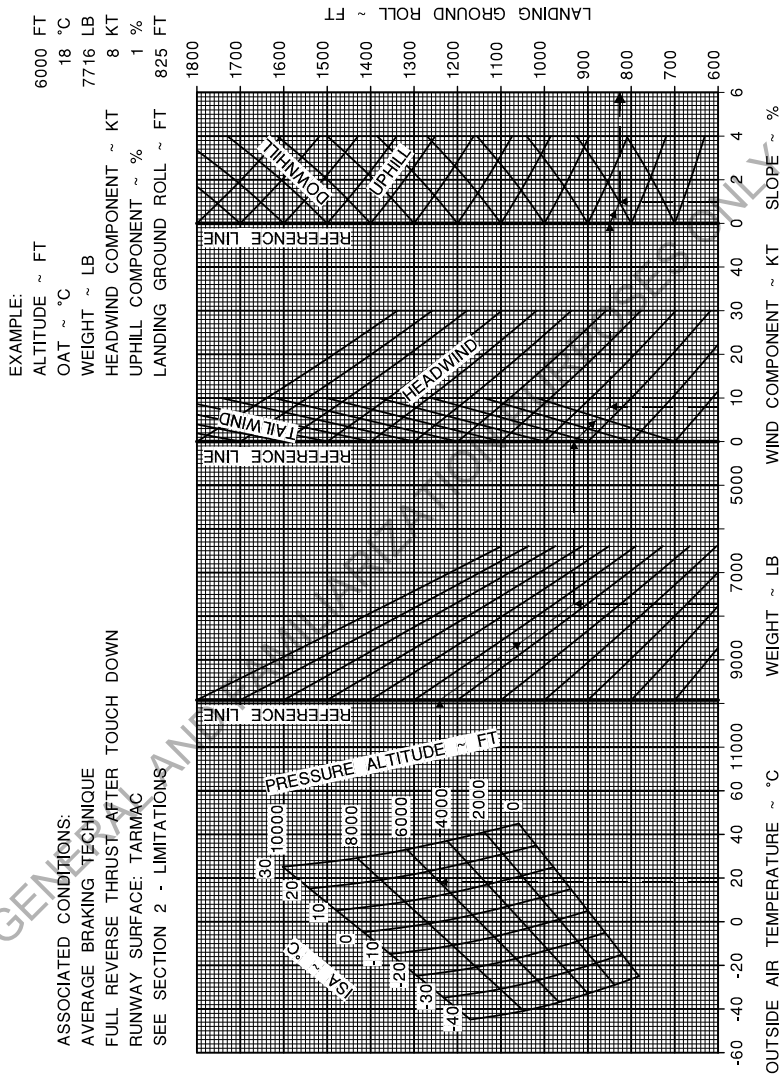 EXAMPLE:
ALTITUDE ~ FT 6000 FT
OAT ~ °C 18 °C
WEIGHT ~ LB 7716 LB
HEADWIND COMPONENT ~ KT 8 KT
UPHILL COMPONENT ~ % 1 %
LANDING GROUND ROLL ~ FT 825 FT
ASSOCIATED CONDITIONS:
AVERAGE BRAKING TECHNIQUE
FULL REVERSE THRUST AFTER TOUCH DOWN
RUNWAY SURFACE: TARMAC
SEE SECTION 2 - LIMITATIONS
LANDING GROUND ROLL ~ FT
1800
1700
1600
1500
1400
1300
1200
1100
1000
900
800
700
600
REFERENCE LINE
REFERENCE LINE
REFERENCE LINE
DOWNHILL
UPHILL
TAILWIND
HEADWIND
PRESSURE ALTITUDE ~ FT
10000
8000
6000
4000
2000
0
30
20
10
0
-10
-20
-30
-40
ISA ~ °C
-60 -40 -20 0 20 40 60
OUTSIDE AIR TEMPERATURE ~ °C
11000 9000 7000 5000
WEIGHT ~ LB
0 10 20 30 40
WIND COMPONENT ~ KT
0 2 4 6
SLOPE ~ %
GENERAL AND FAMILIARIZATION PURPOSES ONLY